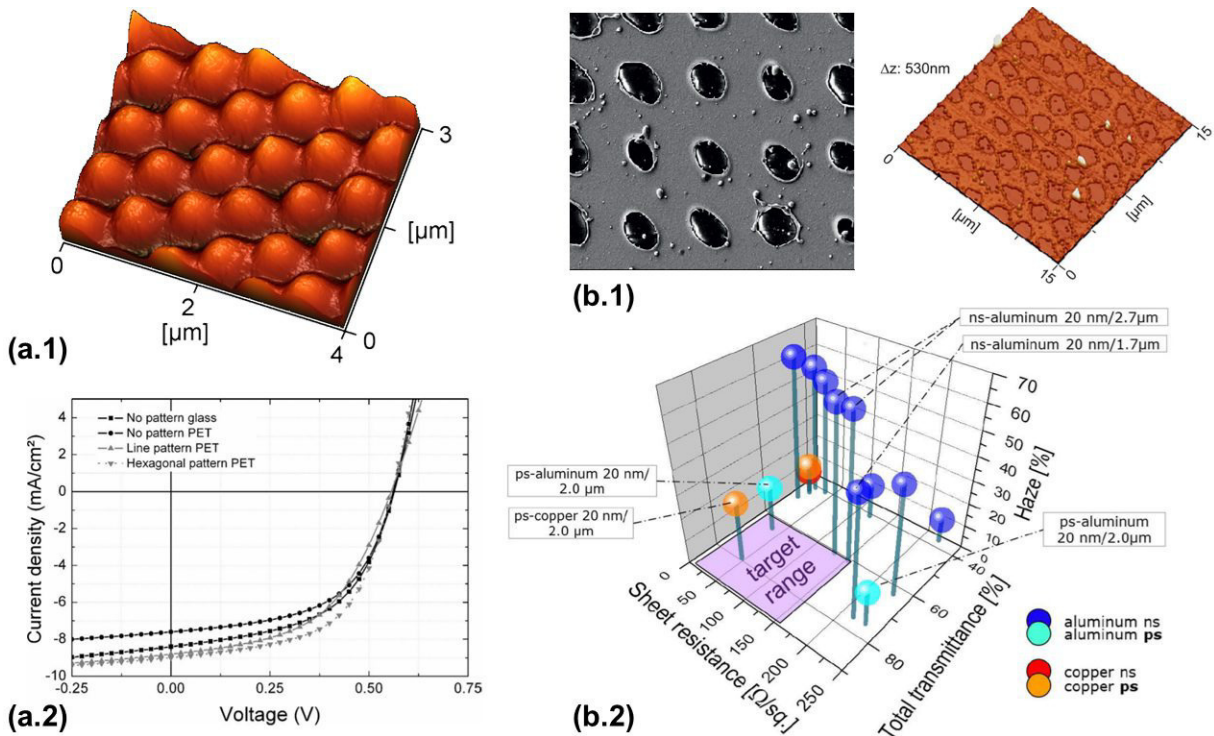 3
[µm]
0
2
[µm]
4
0
(a.1)
Δz: 530nm
0
15
[µm]
[µm]
15
0
(b.1)
4
2
0
-2
-4
-6
-8
-10
Current density (mA/cm²)
No pattern glass
No pattern PET
Line pattern PET
Hexagonal pattern PET
-0.25
0.00
0.25
0.50
0.75
Voltage (V)
(a.2)
ns-aluminum 20 nm/2.7µm
ns-aluminum 20 nm/1.7µm
ps-aluminum 20 nm/
2.0 µm
ps-copper 20 nm/
2.0 µm
ps-aluminum
20 nm/2.0µm
70
60
50
40
30
20
10
0
Haze [%]
target
range
0
50
100
150
200
250
Sheet resistance [Ω/sq.]
40
60
80
Total transmittance [%]
aluminum ns
aluminum ps
copper ns
copper ps
(b.2)